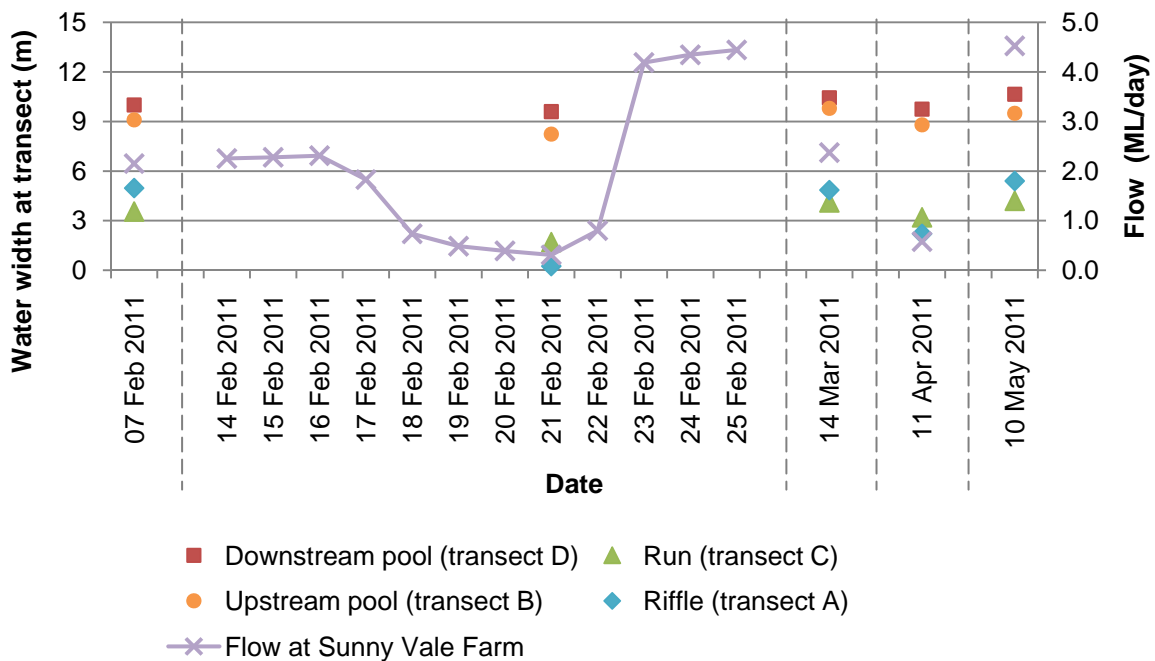 Water width at transect (m)
15
12
9
6
3
0
5.0
4.0
3.0
2.0
1.0
0.0
Flow (ML/day)
07 Feb 2011
14 Feb 2011
15 Feb 2011
16 Feb 2011
17 Feb 2011
18 Feb 2011
19 Feb 2011
20 Feb 2011
21 Feb 2011
22 Feb 2011
23 Feb 2011
24 Feb 2011
25 Feb 2011
14 Mar 2011
11 Apr 2011
10 May 2011
Date
Downstream pool (transect D)
Run (transect C)
Upstream pool (transect B)
Riffle (transect A)
Flow at Sunny Vale Farm